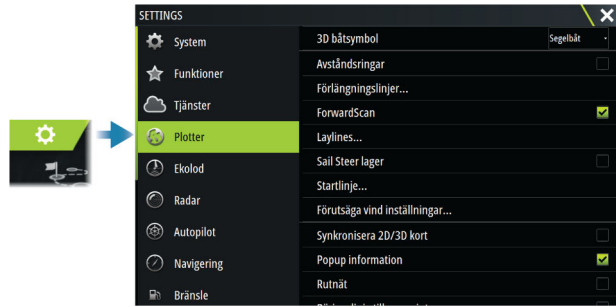 SETTINGS
System
Funktioner
Tjänster
Plotter
Ekolod
Radar
Autopilot
Navigering
Bränsle
3D båtsymbol Segelbåt
Avståndsringar
Förlängningslinjer...
ForwardScan
Laylines...
Sail Steer lager
Startlinje...
Förutsäga vind inställningar...
Synkronisera 2D/3D kort
Popup information
Rutnät